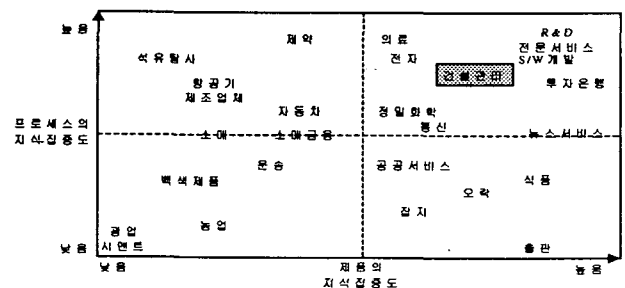 높음
제약
의료
R&D
전문서비스
석유탐사
전자
S/W개발
건설관리
항공기
제조업체
투자은행
자동차
정밀화학
프로세스의
지식집중도
소매
소매금융
통신
뉴스서비스
운송
공공서비스
백색제품
식품
오락
잡지
농업
광업
시멘트
낮음
출판
낮음
제품의
지식집중도
높음